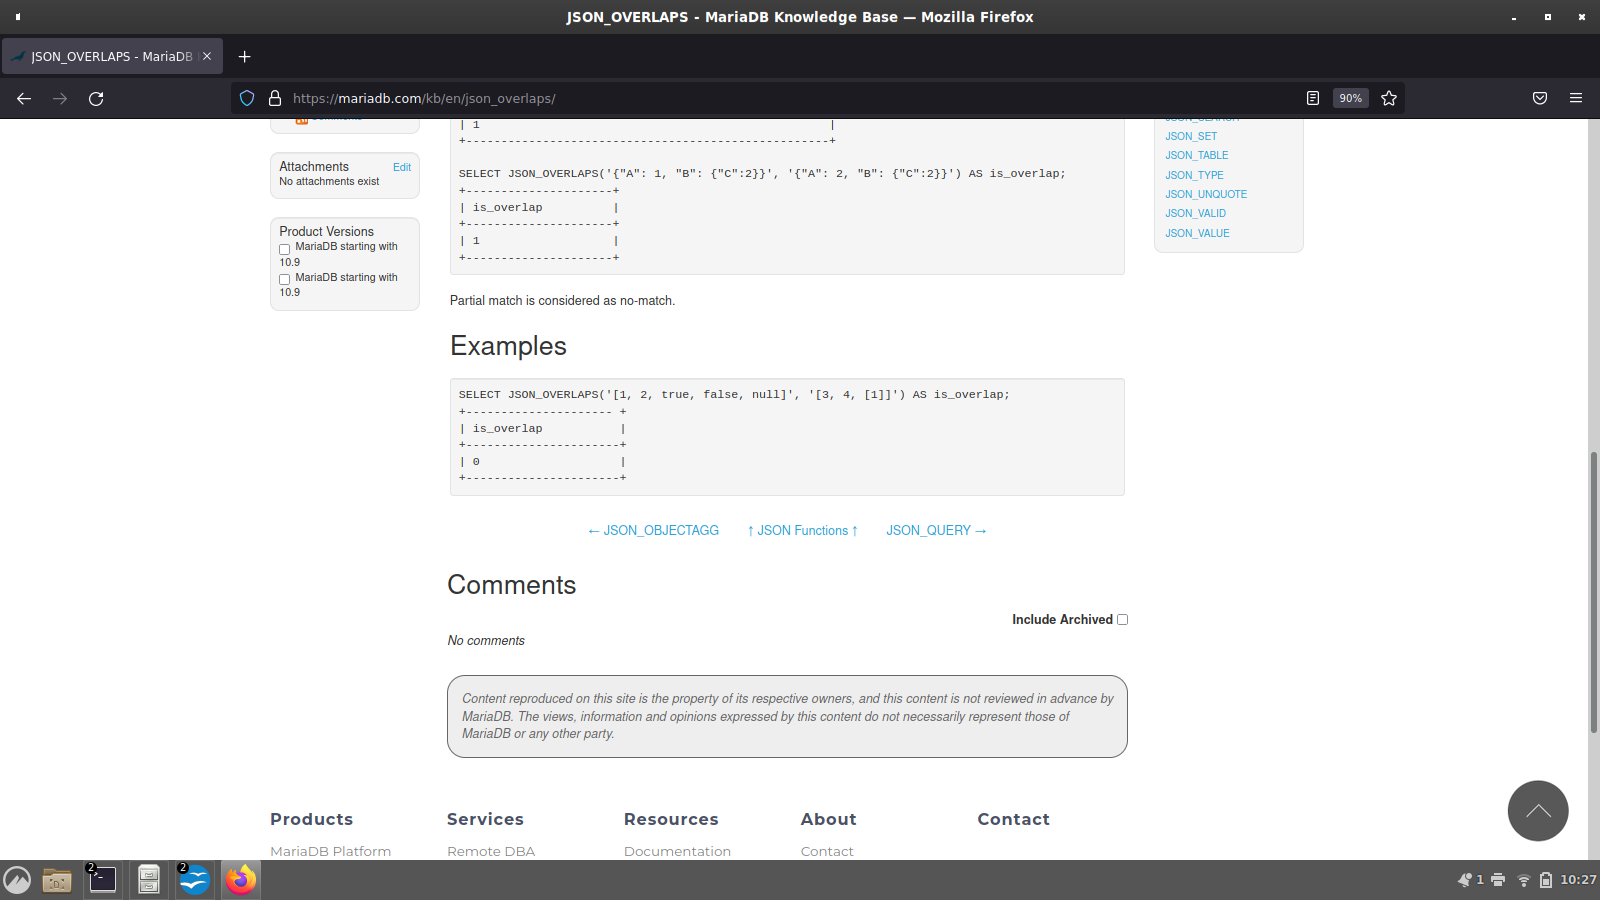 JSON_OVERLAPS - MariaDB Knowledge Base — Mozilla Firefox
JSON_OVERLAPS - MariaDB
https://mariadb.com/kb/en/json_overlaps/
90%
Attachments Edit
No attachments exist
Product Versions
MariaDB starting with
10.9
MariaDB starting with
10.9
| 1                                                  |
+----------------------------------------------------+
SELECT JSON_OVERLAPS('{"A": 1, "B": {"C":2}}', '{"A": 2, "B": {"C":2}}') AS is_overlap;
+---------------------+
| is_overlap          |
+---------------------+
| 1                   |
+---------------------+
Partial match is considered as no-match.
Examples
SELECT JSON_OVERLAPS('[1, 2, true, false, null]', '[3, 4, [1]]') AS is_overlap;
+--------------------- +
| is_overlap           |
+----------------------+
| 0                    |
+----------------------+
← JSON_OBJECTAGG ↑ JSON Functions ↑ JSON_QUERY →
Comments
Include Archived
No comments
Content reproduced on this site is the property of its respective owners, and this content is not reviewed in advance by
MariaDB. The views, information and opinions expressed by this content do not necessarily represent those of
MariaDB or any other party.
JSON_SEARCH
JSON_SET
JSON_TABLE
JSON_TYPE
JSON_UNQUOTE
JSON_VALID
JSON_VALUE
Products Services Resources About Contact
MariaDB Platform Remote DBA Documentation Contact
2
2
1
10:27